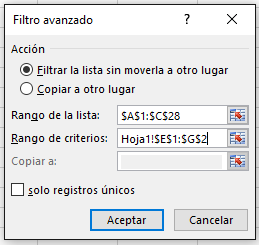 Filtro avanzado
Acción
Filtrar la lista sin moverla a otro lugar
Copiar a otro lugar
Rango de la lista: $A$1:$C$28
Rango de criterios: Hoja1!$E$1:$G$2
Copiar a:
solo registros únicos
Aceptar Cancelar